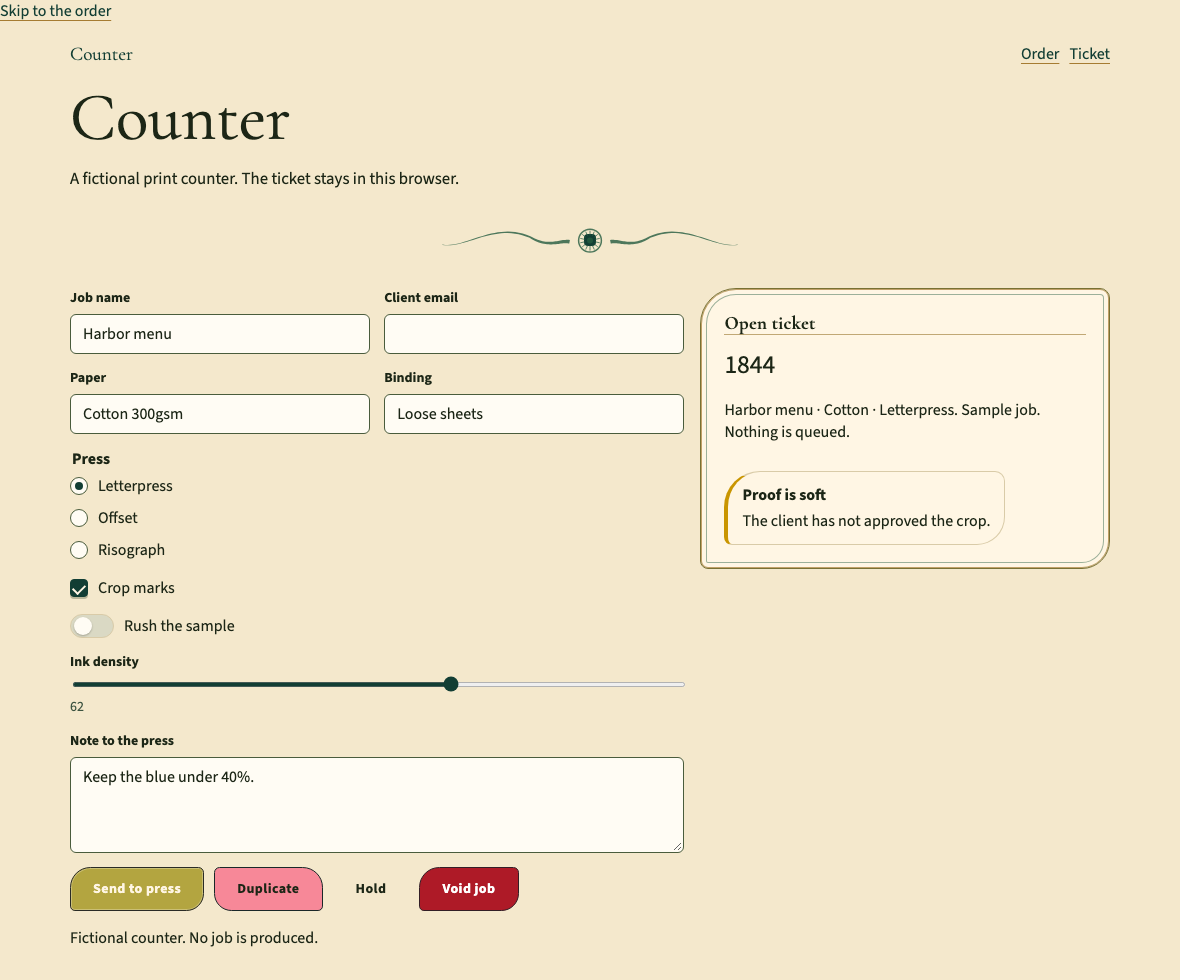 Skip to the order
Counter
Order Ticket
Counter
A fictional print counter. The ticket stays in this browser.
Job name
Harbor menu
Client email
Paper
Cotton 300gsm
Binding
Loose sheets
Press
Letterpress
Offset
Risograph
Crop marks
Rush the sample
Ink density
62
Note to the press
Keep the blue under 40%.
Send to press
Duplicate
Hold
Void job
Fictional counter. No job is produced.
Open ticket
1844
Harbor menu · Cotton · Letterpress. Sample job.
Nothing is queued.
Proof is soft
The client has not approved the crop.